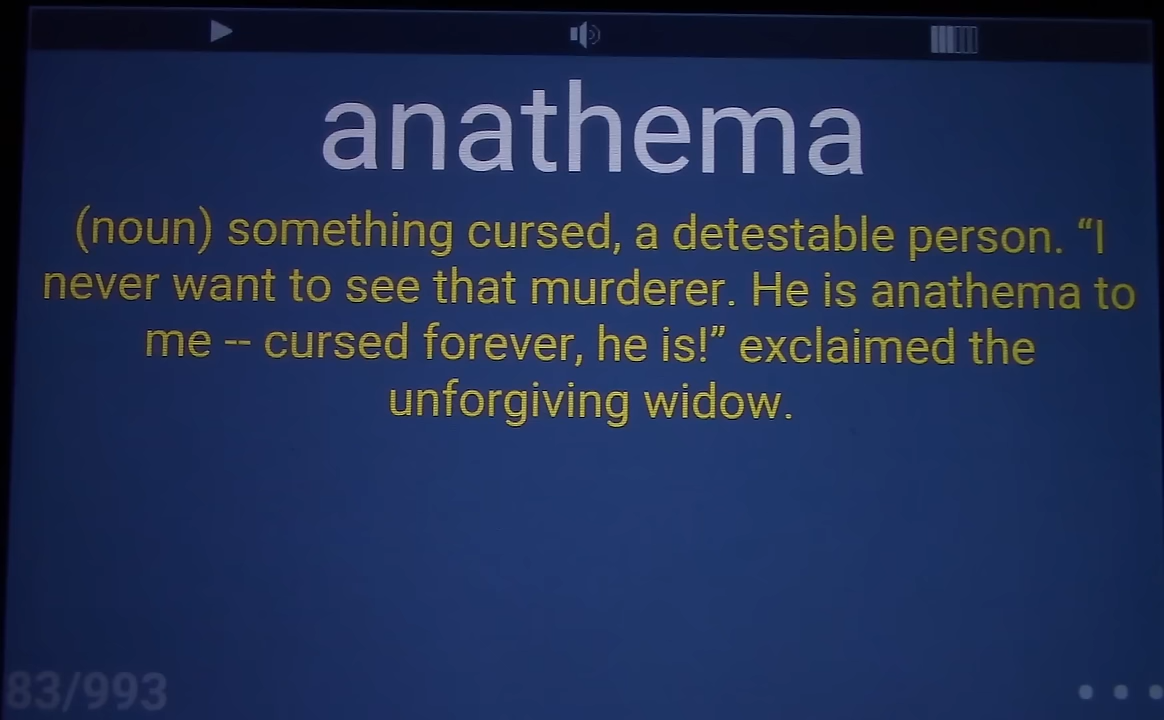 anathema
(noun) something cursed, a detestable person. “I
never want to see that murderer. He is anathema to
me -- cursed forever, he is!” exclaimed the
unforgiving widow.
83/993